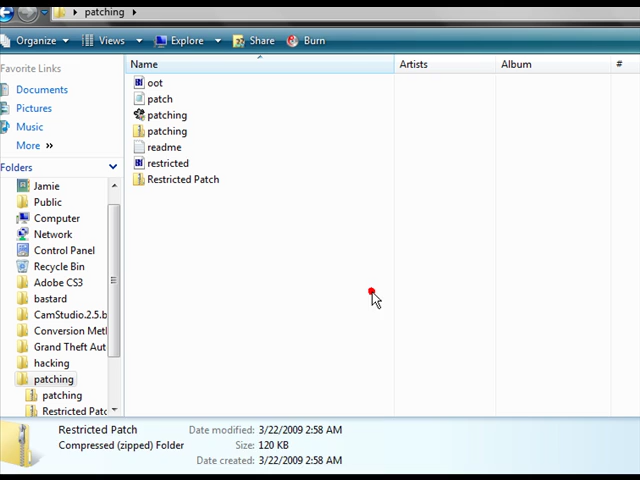 patching
Organize Views Explore Share Burn
Favorite Links
Documents
Pictures
Music
More »
Folders
Jamie
Public
Computer
Network
Control Panel
Recycle Bin
Adobe CS3
bastard
CamStudio.2.5.b
Conversion Met
Grand Theft Aut
hacking
patching
patching
Restricted Patc
Name Artists Album #
oot
patch
patching
patching
readme
restricted
Restricted Patch
Restricted Patch Date modified: 3/22/2009 2:58 AM
Compressed (zipped) Folder Size: 120 KB
Date created: 3/22/2009 2:58 AM